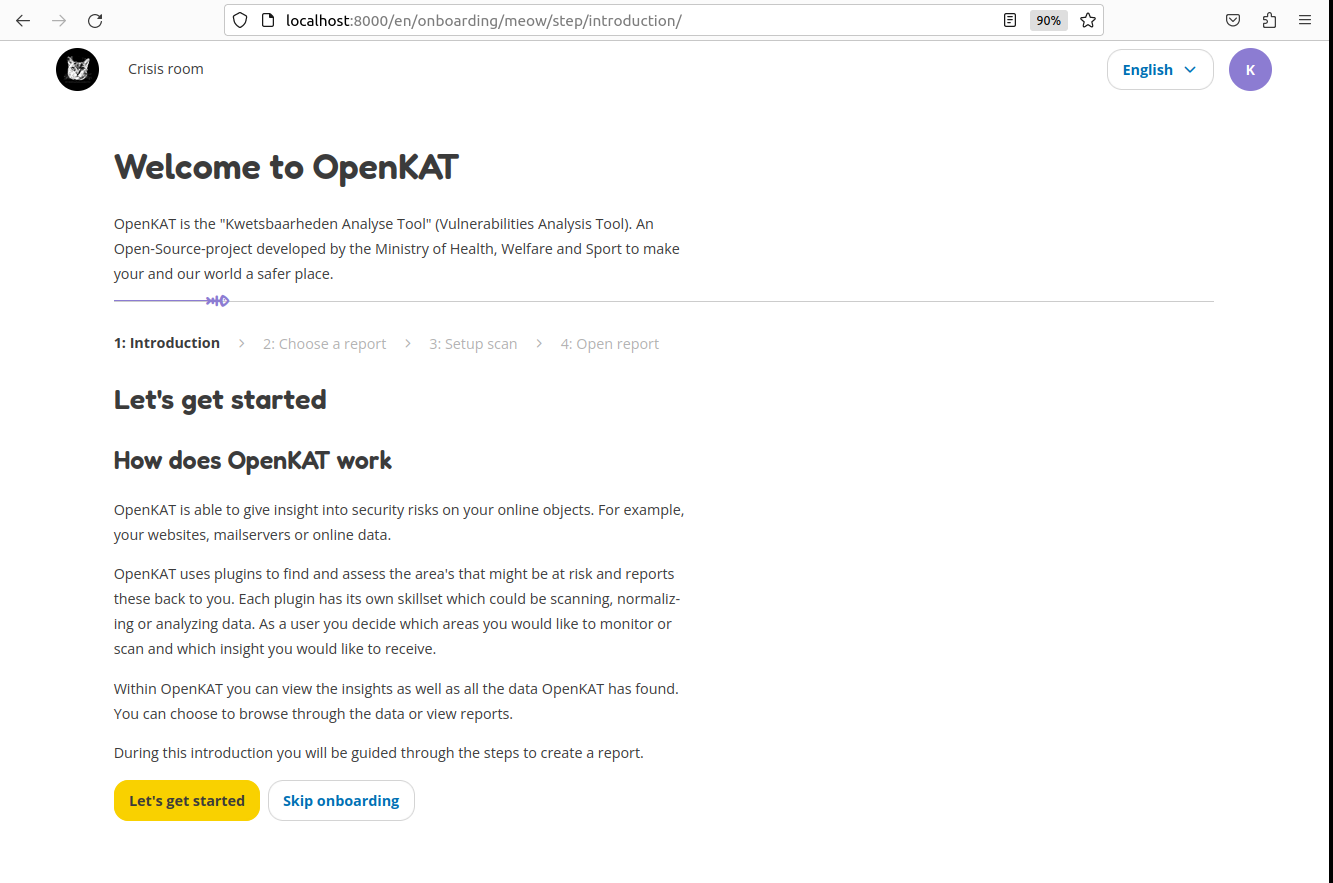 localhost:8000/en/onboarding/meow/step/introduction/
90%
Crisis room
English
K
Welcome to OpenKAT
OpenKAT is the "Kwetsbaarheden Analyse Tool" (Vulnerabilities Analysis Tool). An
Open-Source-project developed by the Ministry of Health, Welfare and Sport to make
your and our world a safer place.
1: Introduction
2: Choose a report
3: Setup scan
4: Open report
Let's get started
How does OpenKAT work
OpenKAT is able to give insight into security risks on your online objects. For example,
your websites, mailservers or online data.
OpenKAT uses plugins to find and assess the area's that might be at risk and reports
these back to you. Each plugin has its own skillset which could be scanning, normaliz-
ing or analyzing data. As a user you decide which areas you would like to monitor or
scan and which insight you would like to receive.
Within OpenKAT you can view the insights as well as all the data OpenKAT has found.
You can choose to browse through the data or view reports.
During this introduction you will be guided through the steps to create a report.
Let's get started
Skip onboarding